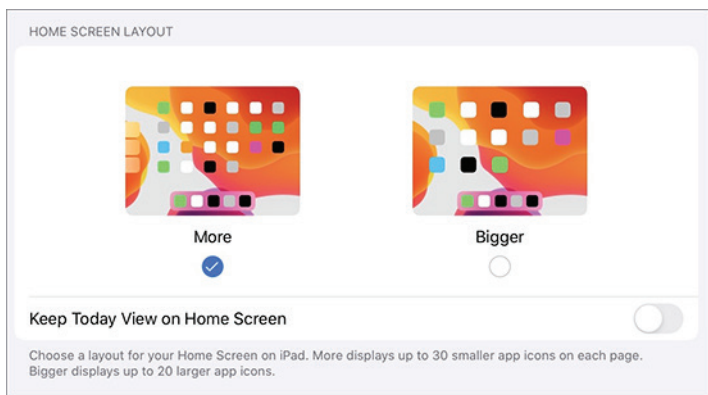 HOME SCREEN LAYOUT
More
Bigger
Keep Today View on Home Screen
Choose a layout for your Home Screen on iPad. More displays up to 30 smaller app icons on each page.
Bigger displays up to 20 larger app icons.